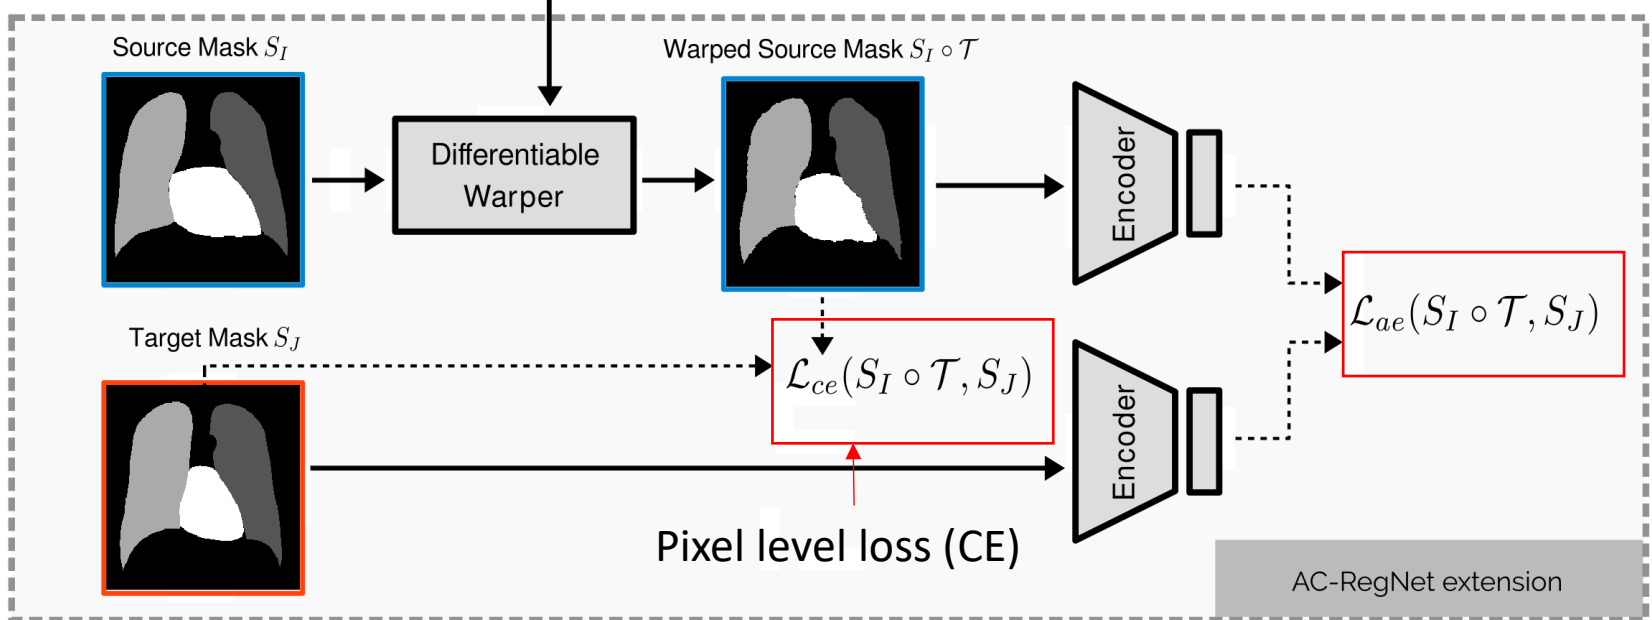 Source Mask $S_I$
Warped Source Mask $S_I \circ \mathcal{T}$
Differentiable
Warper
Encoder
$\mathcal{L}_{ae}(S_I \circ \mathcal{T}, S_J)$
Target Mask $S_J$
$\mathcal{L}_{ce}(S_I \circ \mathcal{T}, S_J)$
Encoder
Pixel level loss (CE)
AC-RegNet extension